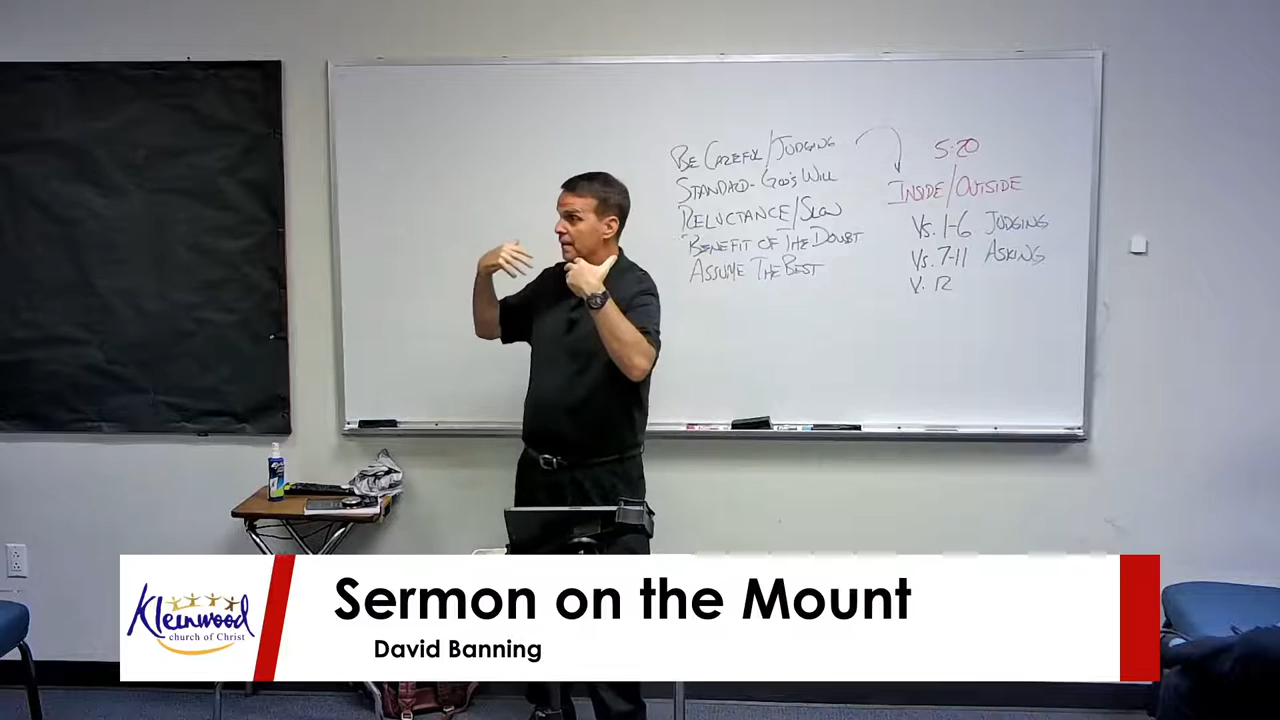 BE CAREFUL/JUDGING
STANDARD-GOD'S WILL
RELUCTANCE/SLOW
"BENEFIT OF THE DOUBT
ASSUME THE BEST
5:20
INSIDE/OUTSIDE
Vs. 1-6 JUDGING
Vs. 7-11 ASKING
V. 12
Kleinwood
church of Christ
Sermon on the Mount
David Banning